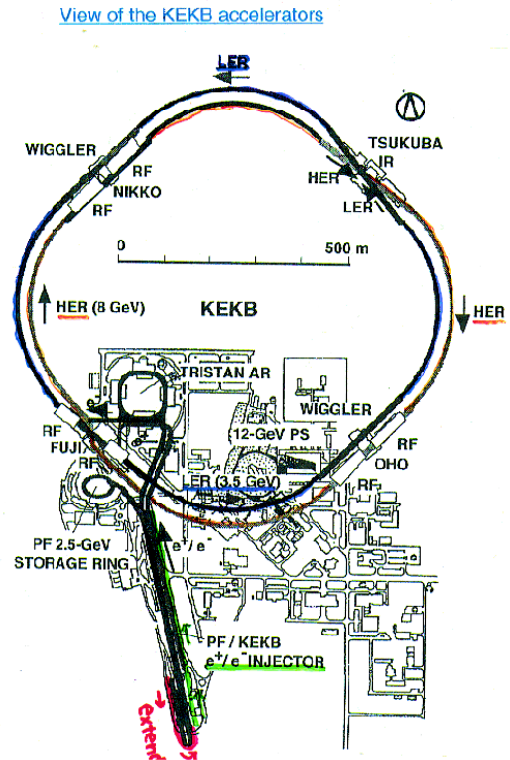 View of the KEKB accelerators
LER
TSUKUBA
IR
WIGGLER
RF
NIKKO
RF
HER
LER
0 500 m
HER (8 GeV)
KEKB
HER
TRISTAN AR
WIGGLER
12-GeV PS
RF
FUJI
RF
RF
OHO
RF
LER (3.5 GeV)
PF 2.5-GeV
STORAGE RING
e+/e-
PF / KEKB
e+/e- INJECTOR
extend